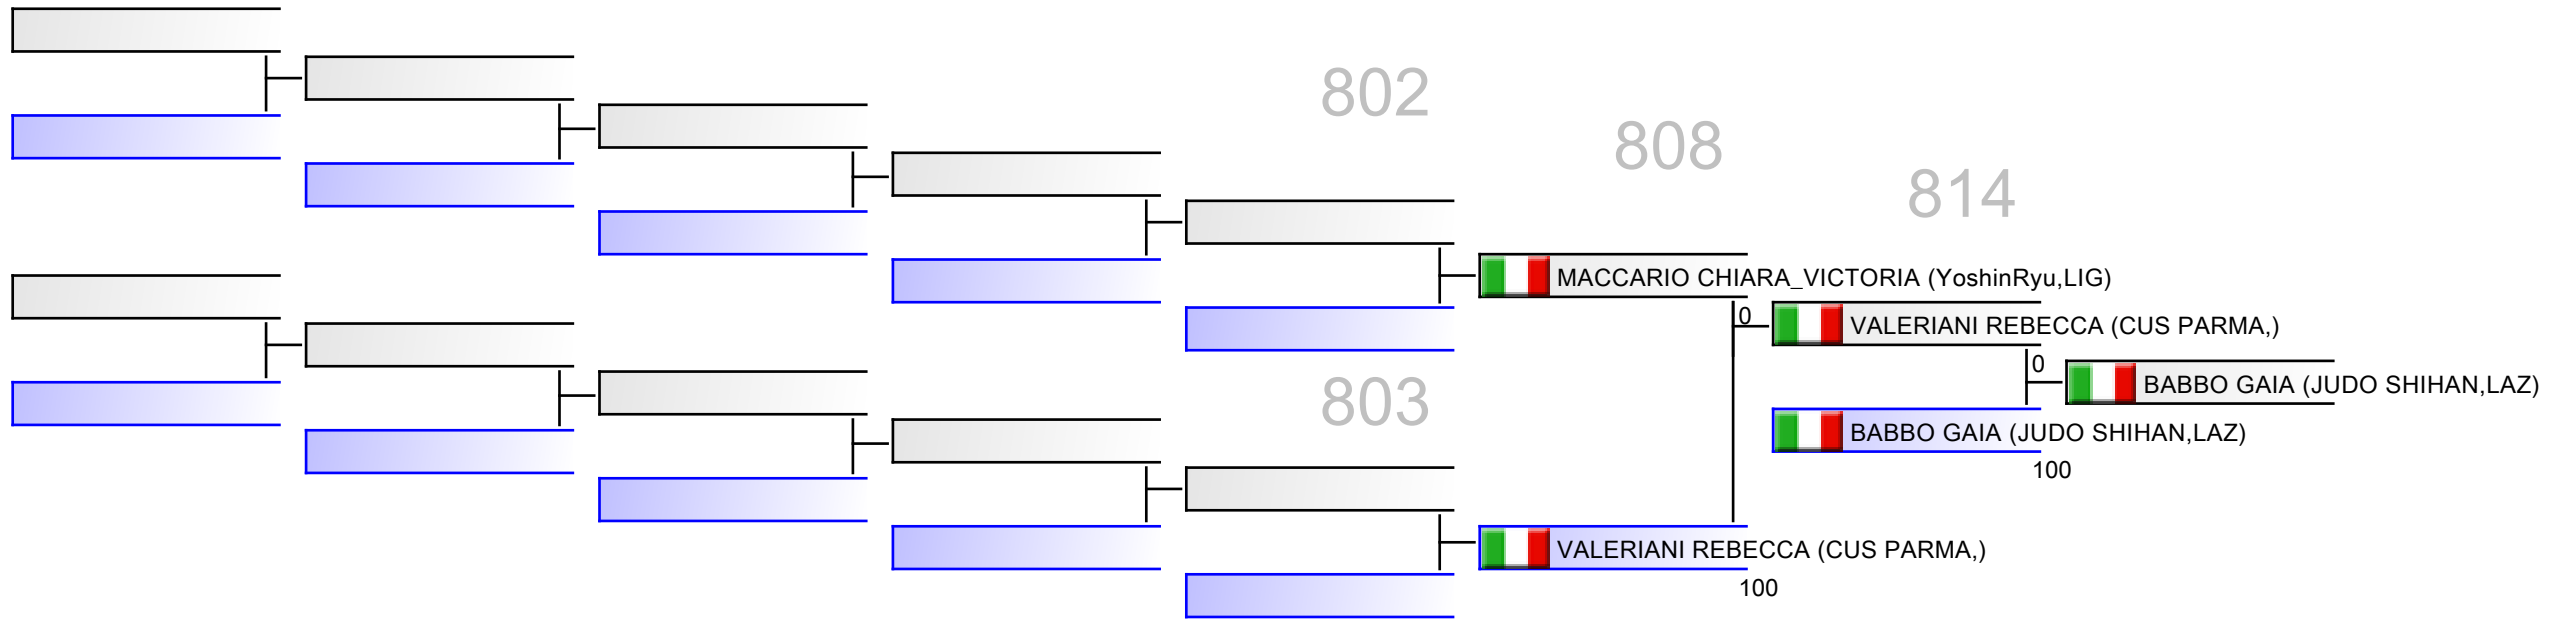 802
808
814
MACCARIO CHIARA_VICTORIA (YoshinRyu,LIG)
0
VALERIANI REBECCA (CUS PARMA,)
0
BABBO GAIA (JUDO SHIHAN,LAZ)
803
BABBO GAIA (JUDO SHIHAN,LAZ)
100
VALERIANI REBECCA (CUS PARMA,)
100